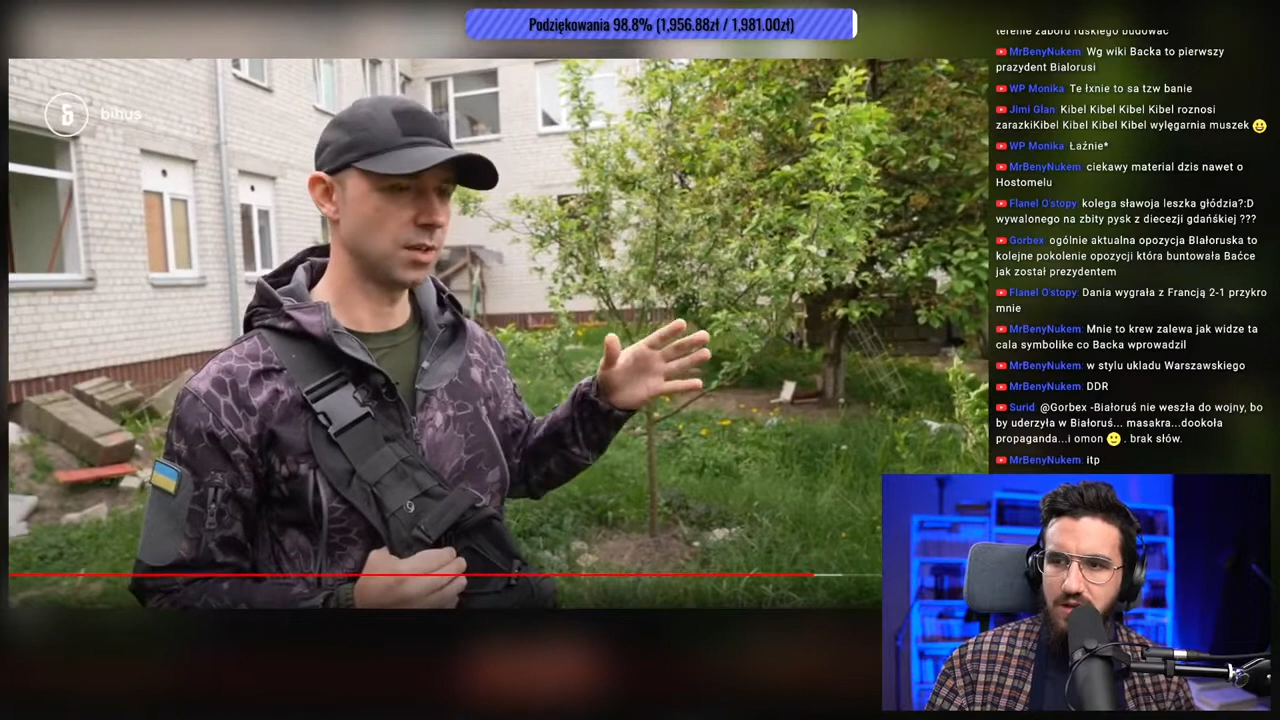 Podziękowania 98.8% (1,956.88zł / 1,981.00zł)
bihus
terenie zaboru ruskiego budować
MrBenyNukem: Wg wiki Backa to pierwszy
prazydent Bialorusi
WP Monika: Te łxnie to sa tzw banie
Jimi Glan: Kibel Kibel Kibel Kibel roznosi
zarazkiKibel Kibel Kibel Kibel wylęgarnia muszek
WP Monika: Łaźnie*
MrBenyNukem: ciekawy material dzis nawet o
Hostomelu
Flanel O'stopy: kolega sławoja leszka głódzia?:D
wywalonego na zbity pysk z diecezji gdańśkiej ???
Gorbex: ogólnie aktualna opozycja BIałoruska to
kolejne pokolenie opozycji która buntowała Baćce
jak został prezydentem
Flanel O'stopy: Dania wygrała z Francją 2-1 przykro
mnie
MrBenyNukem: Mnie to krew zalewa jak widze ta
cala symbolike co Backa wprowadzil
MrBenyNukem: w stylu ukladu Warszawskiego
MrBenyNukem: DDR
Surid: @Gorbex -Białoruś nie weszła do wojny, bo
by uderzyła w Białoruś... masakra...dookoła
propaganda...i omon 🙂 . brak słów.
MrBenyNukem: itp